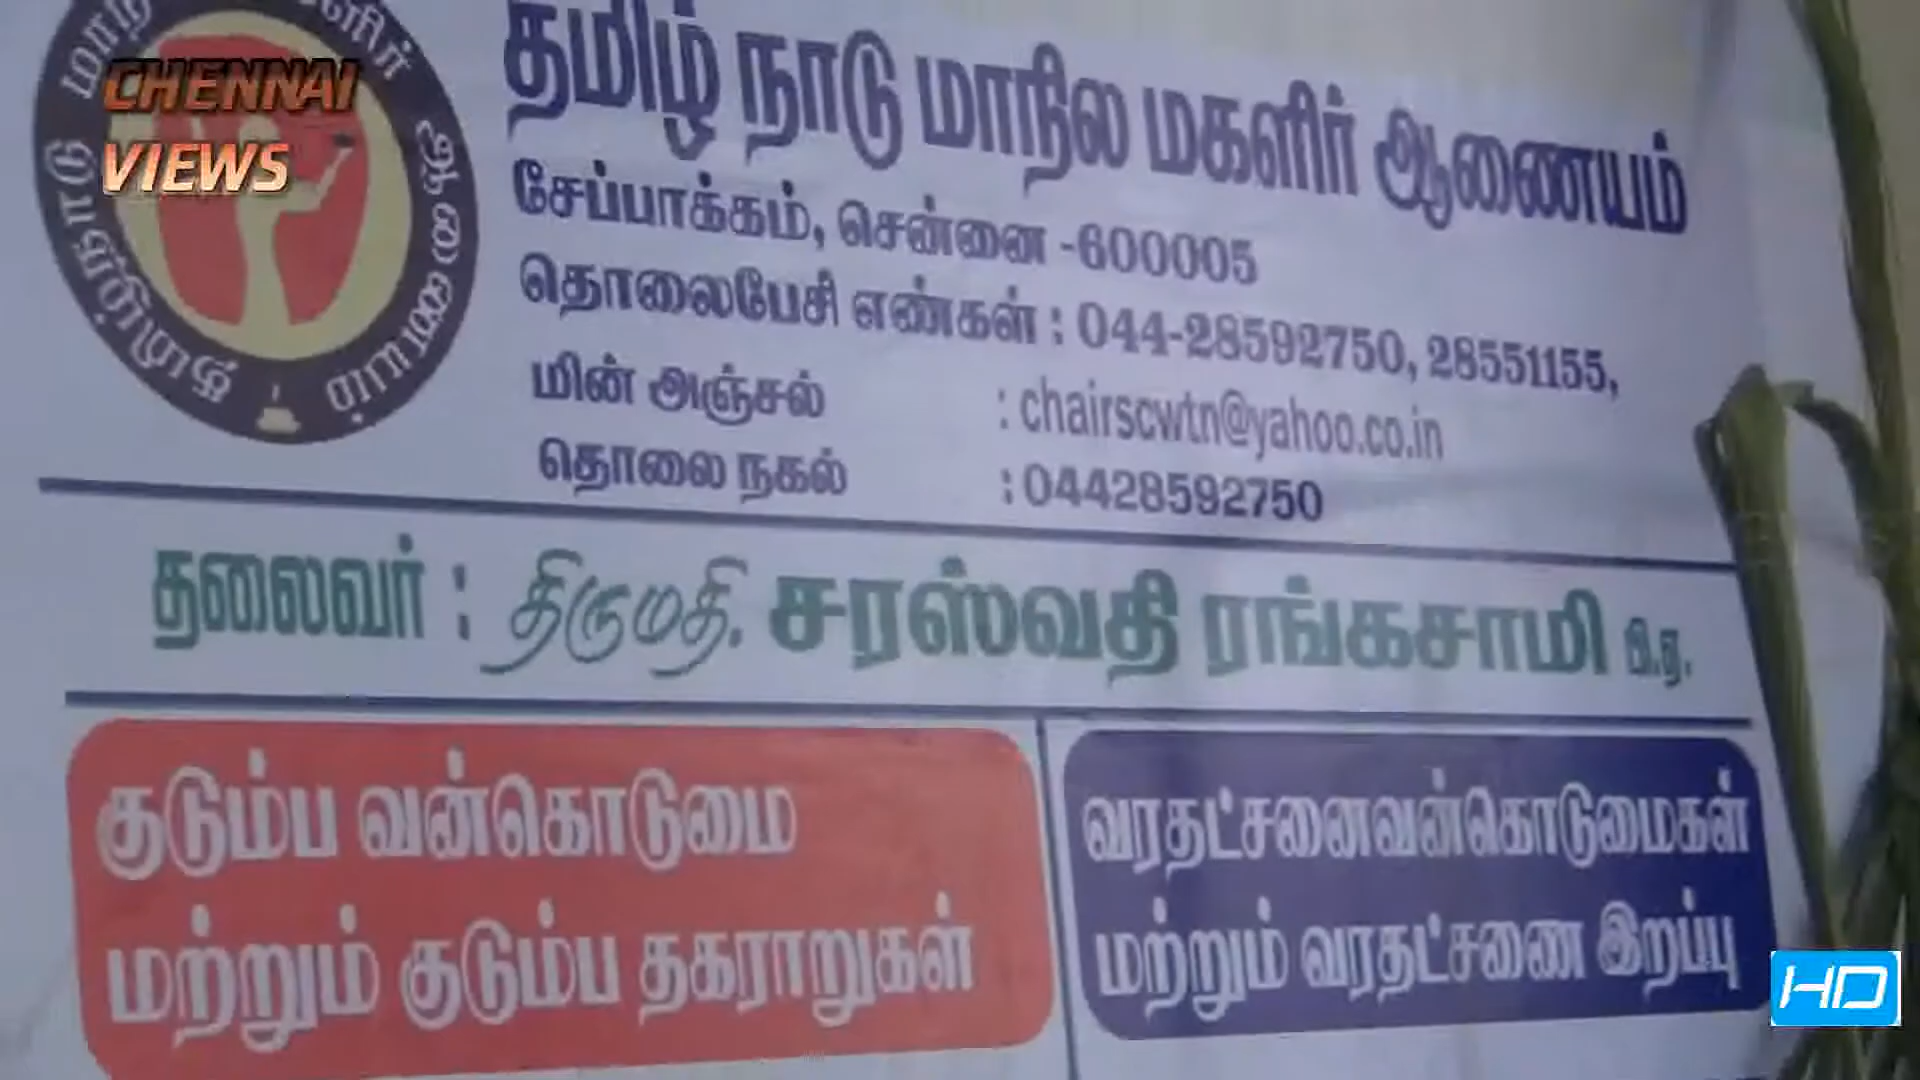 CHENNAI
VIEWS
தமிழ் நாடு மாநில மகளிர் ஆணையம்
சேப்பாக்கம், சென்னை -600005
தொலைபேசி எண்கள் : 044-28592750, 28551155,
மின் அஞ்சல் : chairscwtn@yahoo.co.in
தொலை நகல் : 04428592750
தலைவர் : திருமதி. சரஸ்வதி ரங்கசாமி பி.ஏ.
குடும்ப வன்கொடுமை
மற்றும் குடும்ப தகராறுகள்
வரதட்சனைவன்கொடுமைகள்
மற்றும் வரதட்சணை இறப்பு
HD